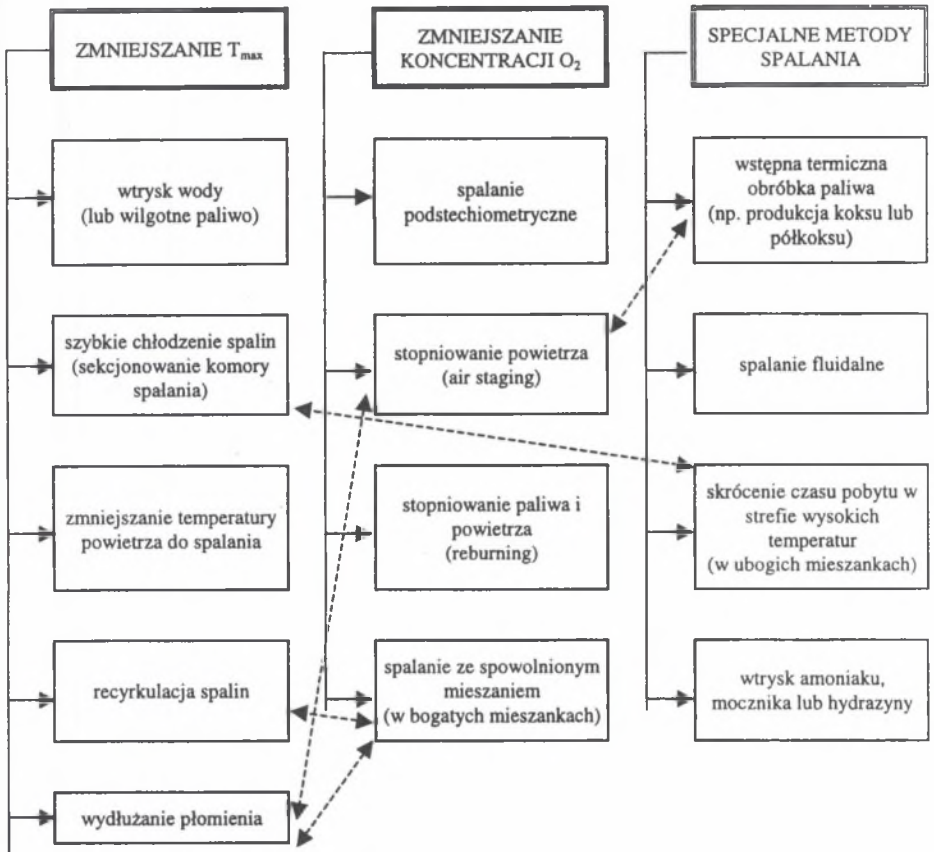 ZMNIEJSZANIE Tmax
wtrysk wody
(lub wilgotne paliwo)
szybkie chłodzenie spalin
(sekcjonowanie komory
spalania)
zmniejszanie temperatury
powietrza do spalania
recyrkulacja spalin
wydłużanie płomienia
ZMNIEJSZANIE
KONCENTRACJI O2
spalanie
podstechiometryczne
stopniowanie powietrza
(air staging)
stopniowanie paliwa i
powietrza
(reburning)
spalanie ze spowolnionym
mieszaniem
(w bogatych mieszankach)
SPECJALNE METODY
SPALANIA
wstępna termiczna
obróbka paliwa
(np. produkcja koksu lub
półkoksu)
spalanie fluidalne
skrócenie czasu pobytu w
strefie wysokich
temperatur
(w ubogich mieszankach)
wtrysk amoniaku,
mocznika lub hydrazyny